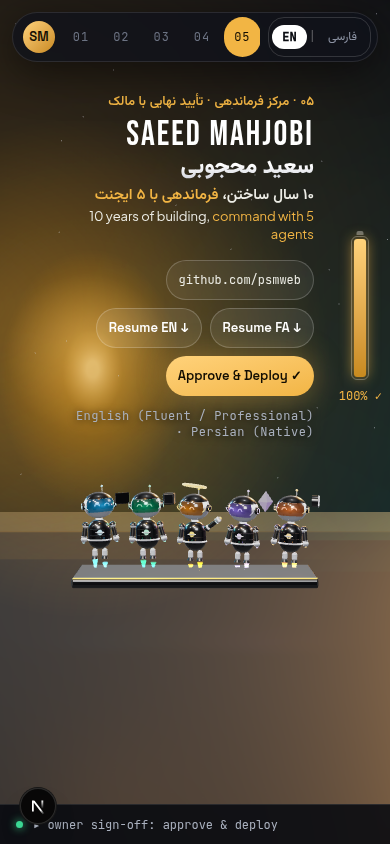 SM 01 02 03 04 05 EN | فارسی
۰۵ · مرکز فرماندهی · تأیید نهایی با مالک
SAEED MAHJOBI
سعید محجوبی
۱۰ سال ساختن، فرماندهی با ۵ ایجنت
10 years of building, command with 5
agents
github.com/psmweb
Resume EN ↓ Resume FA ↓
Approve & Deploy ✓
100% ✓
English (Fluent / Professional)
· Persian (Native)
N
▸ owner sign-off: approve & deploy